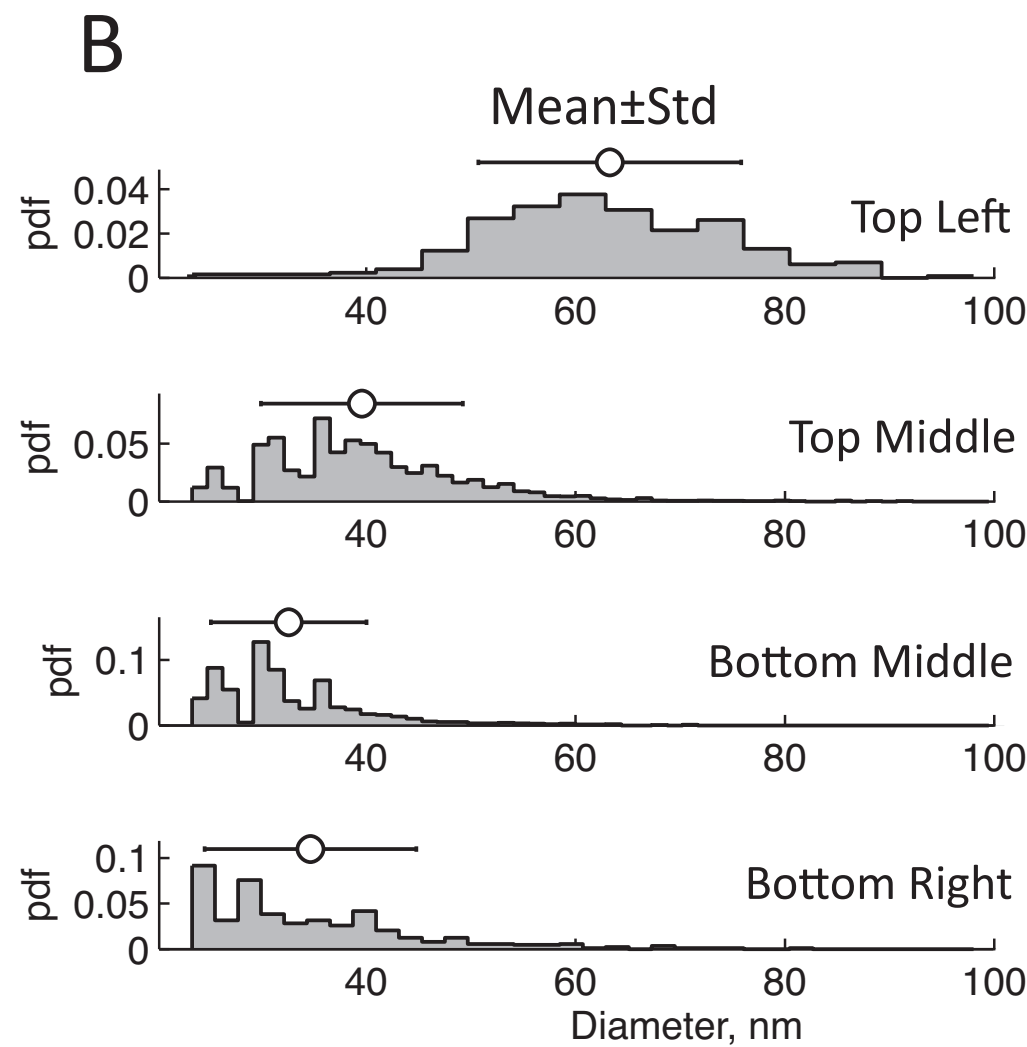 B
Mean±Std
pdf
0.04
0.02
0
Top Left
40 60 80 100
pdf
0.05
0
Top Middle
40 60 80 100
pdf
0.1
0
Bottom Middle
40 60 80 100
pdf
0.1
0.05
0
Bottom Right
40 60 80 100
Diameter, nm